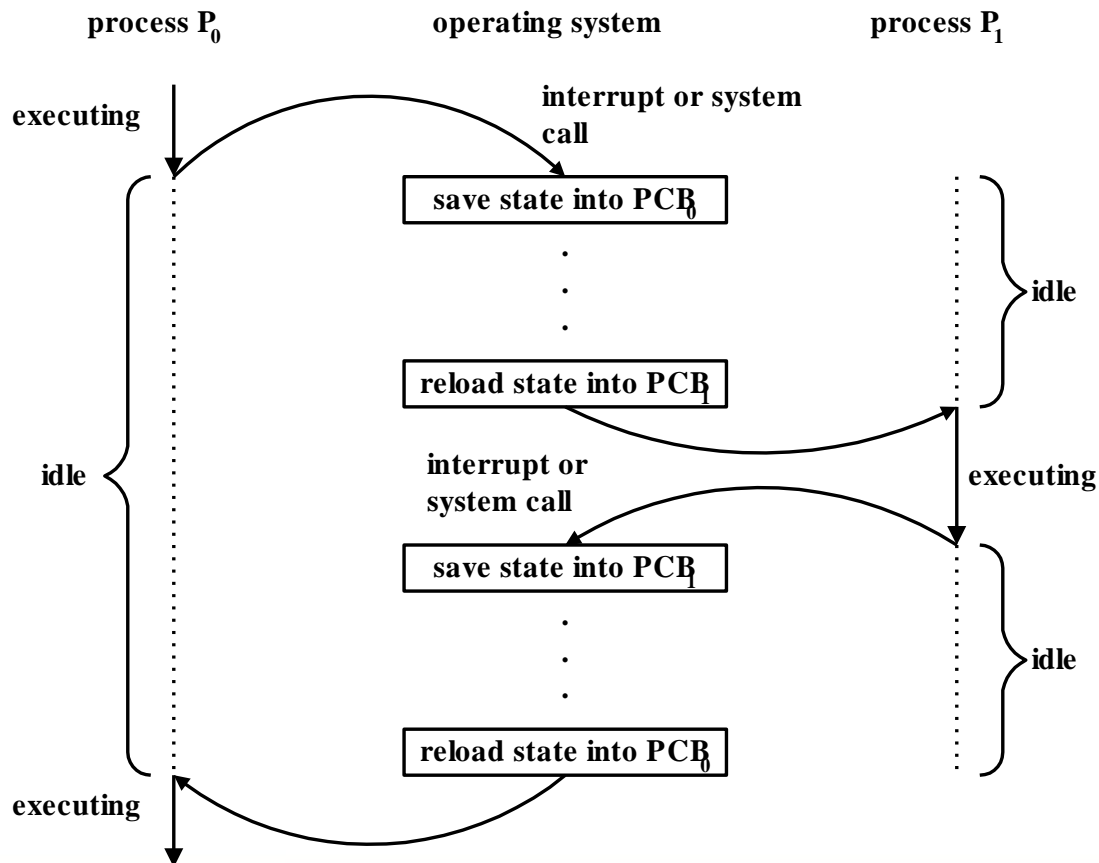 process P0 operating system process P1
executing
interrupt or system
call
save state into PCB0
.
.
.
idle
reload state into PCB1
idle
interrupt or
system call
executing
save state into PCB1
.
.
.
idle
reload state into PCB0
executing